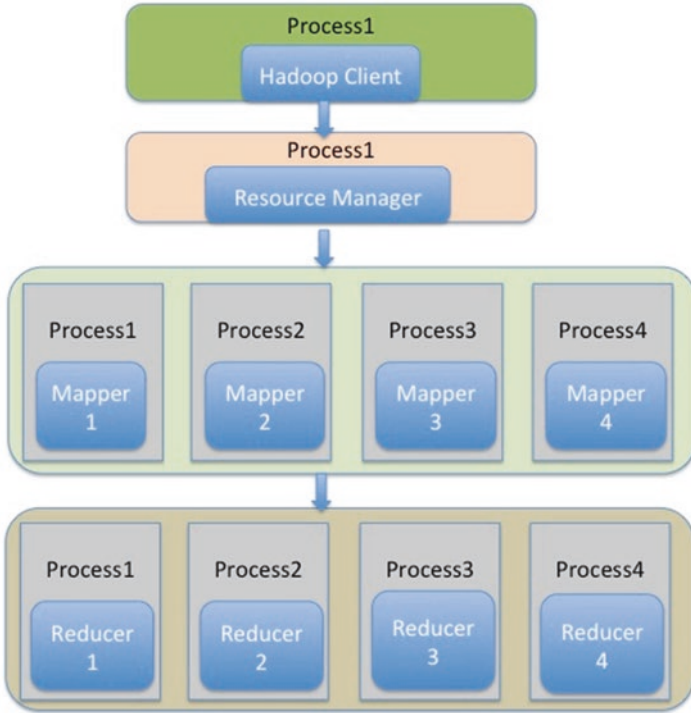 Process1
Hadoop Client
Process1
Resource Manager
Process1
Mapper
1
Process2
Mapper
2
Process3
Mapper
3
Process4
Mapper
4
Process1
Reducer
1
Process2
Reducer
2
Process3
Reducer
3
Process4
Reducer
4